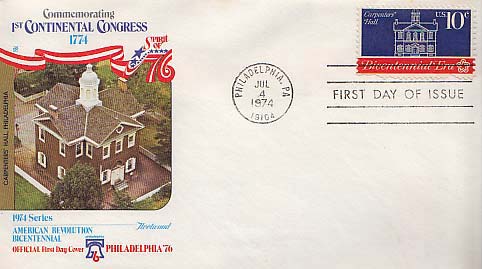 Commemorating
1ST CONTINENTAL CONGRESS
1774
SPIRIT
OF
'76
CARPENTERS' HALL PHILADELPHIA
1974 Series
AMERICAN REVOLUTION
BICENTENNIAL
OFFICIAL First Day Cover
76
PHILADELPHIA '76
Fleetwood
PHILADELPHIA, PA
JUL
4
1974
19104
FIRST DAY OF ISSUE
Carpenters'
Hall
U.S. 10c
Bicentennial Era